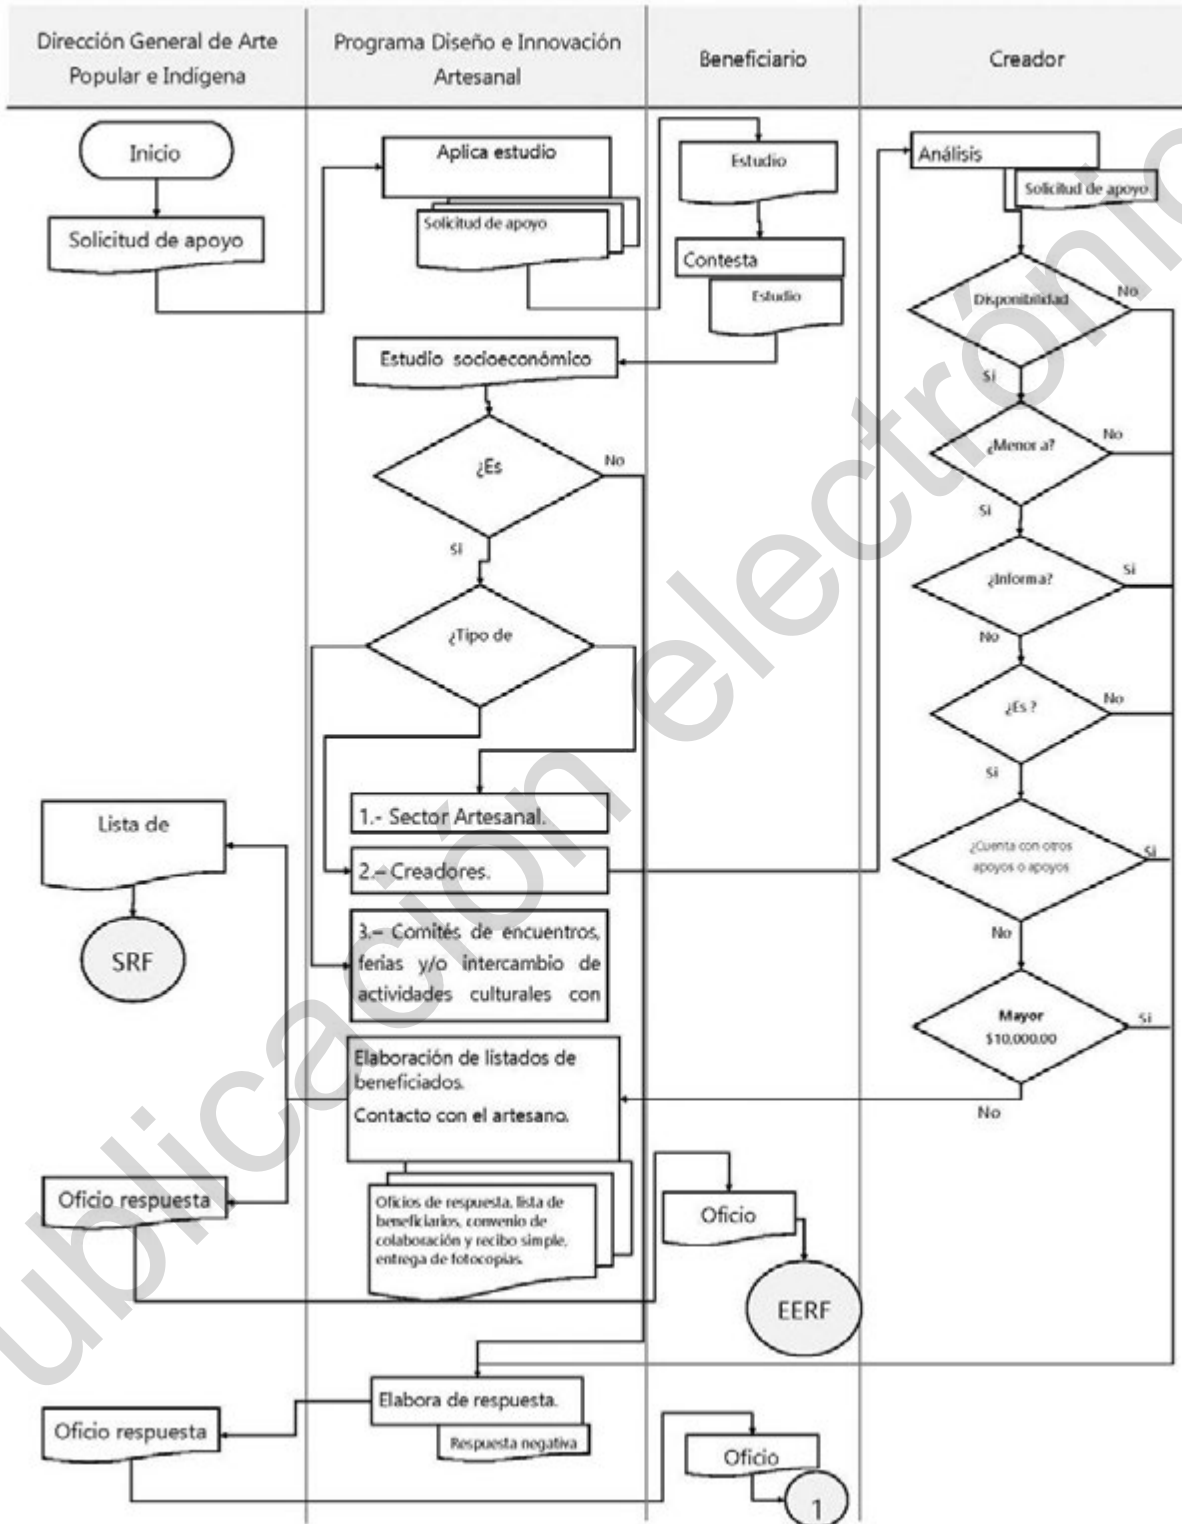 Dirección General de Arte
Popular e Indígena
Programa Diseño e Innovación
Artesanal
Beneficiario
Creador
Inicio
Solicitud de apoyo
Aplica estudio
Solicitud de apoyo
Estudio
Contesta
Estudio
Análisis
Solicitud de apoyo
Disponibilidad
No
Si
¿Menor a?
No
Si
¿Informa?
Si
No
¿Es ?
No
Si
¿Cuenta con otros
apoyos o apoyos
Si
No
Mayor
$10,000.00
Si
No
Estudio socioeconómico
¿Es
No
Si
¿Tipo de
1.- Sector Artesanal.
2.– Creadores.
3.– Comités de encuentros,
ferias y/o intercambio de
actividades culturales con
Lista de
SRF
Elaboración de listados de
beneficiados.
Contacto con el artesano.
Oficios de respuesta, lista de
beneficiarios, convenio de
colaboración y recibo simple,
entrega de fotocopias.
Oficio respuesta
Oficio
EERF
Elabora de respuesta.
Respuesta negativa
Oficio respuesta
Oficio
1
ublicación electrónic